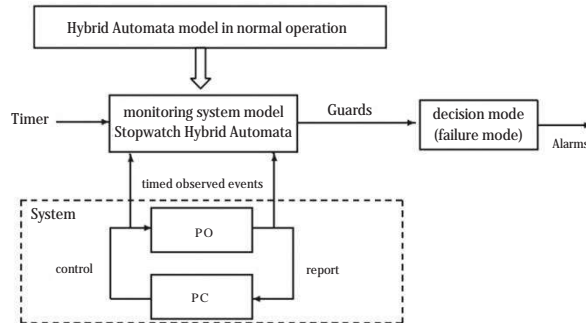 Hybrid Automata model in normal operation
Timer
monitoring system model
Stopwatch Hybrid Automata
Guards
decision mode
(failure mode)
Alarms
timed observed events
System
PO
control
report
PC